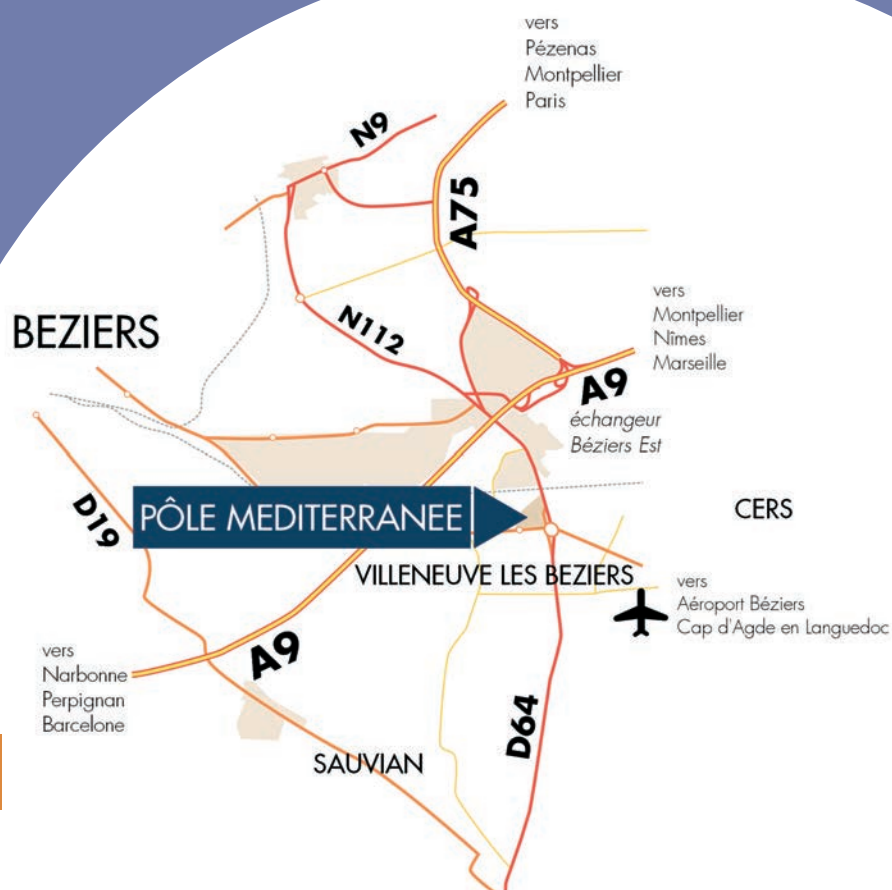 vers
Pézenas
Montpellier
Paris
N9
A75
BEZIERS
N112
vers
Montpellier
Nîmes
Marseille
A9
échangeur
Béziers Est
D19
PÔLE MEDITERRANEE
CERS
VILLENEUVE LES BEZIERS
vers
Aéroport Béziers
Cap d'Agde en Languedoc
A9
vers
Narbonne
Perpignan
Barcelone
D64
SAUVIAN